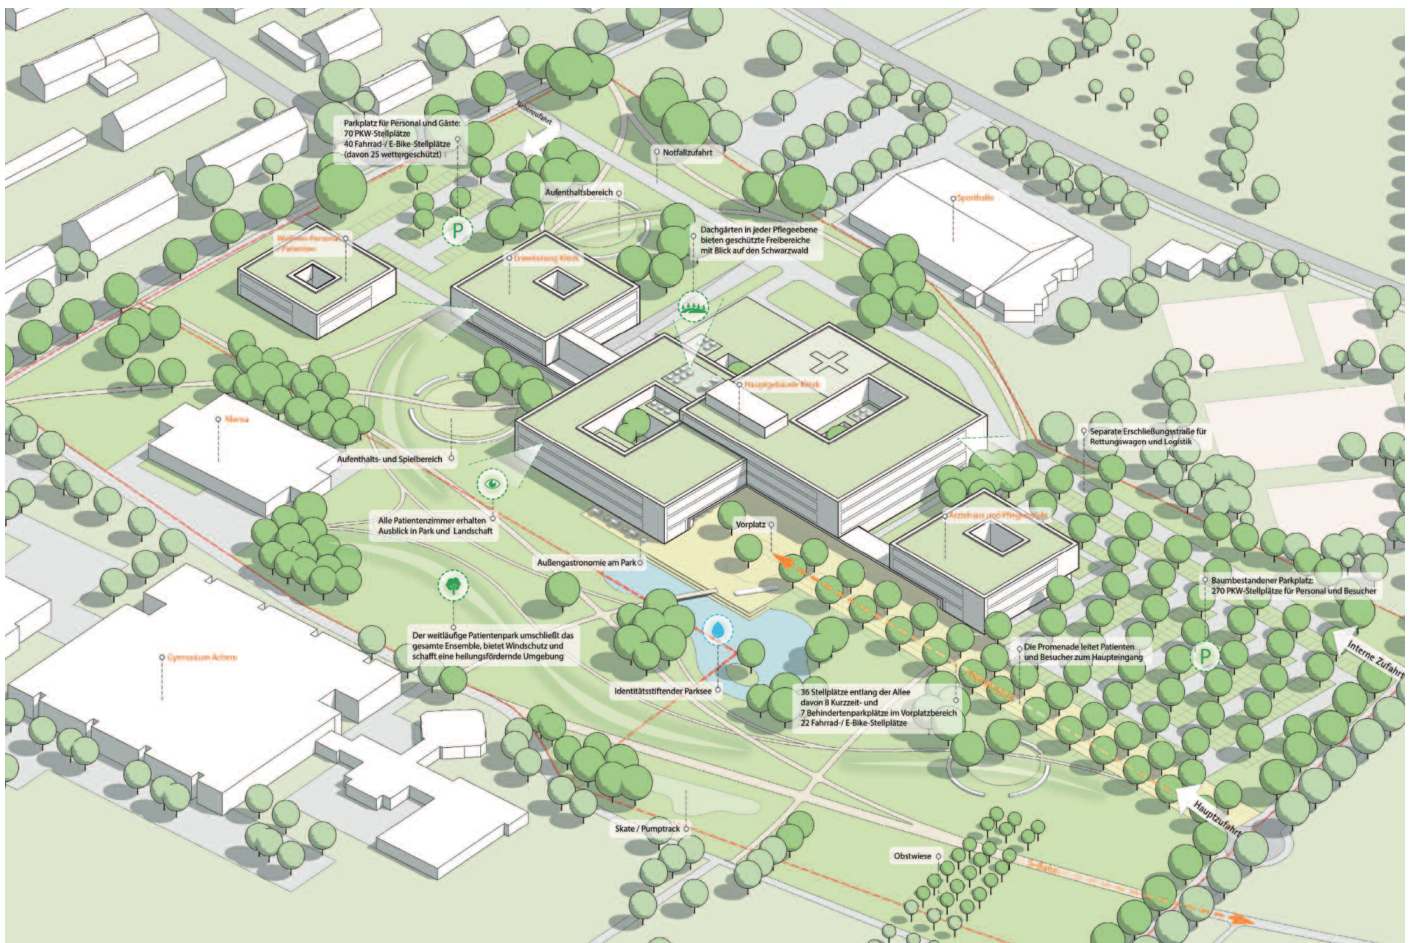 Nebenzufahrt
Parkplatz für Personal und Gäste:
70 PKW-Stellplätze
40 Fahrrad-/ E-Bike-Stellplätze
(davon 25 wettergeschützt)
Notfallzufahrt
Aufenthaltsbereich
Sporthalle
P
Dachgärten in jeder Pflegeebene
bieten geschützte Freibereiche
mit Blick auf den Schwarzwald
Wohnen Personal
Erweiterung Klinik
Hauptgebäude Klinik
Mensa
Separate Erschließungsstraße für
Rettungswagen und Logistik
Aufenthalts- und Spielbereich
Alle Patientenzimmer erhalten
Ausblick in Park und Landschaft
Vorplatz
Ärztehaus und
Außengastronomie am Park
Baumbestandener Parkplatz:
270 PKW-Stellplätze für Personal und Besucher
Der weitläufige Patientenpark umschließt das
gesamte Ensemble, bietet Windschutz und
schafft eine heilungsfördernde Umgebung
Die Promenade leitet Patienten
und Besucher zum Haupteingang
P
Interne Zufahrt
Gymnasium Achern
Identitätsstiftender Parksee
36 Stellplätze entlang der Allee
davon 8 Kurzzeit- und
7 Behindertenparkplätze im Vorplatzbereich
22 Fahrrad-/ E-Bike-Stellplätze
Hauptzufahrt
Skate / Pumptrack
Obstwiese